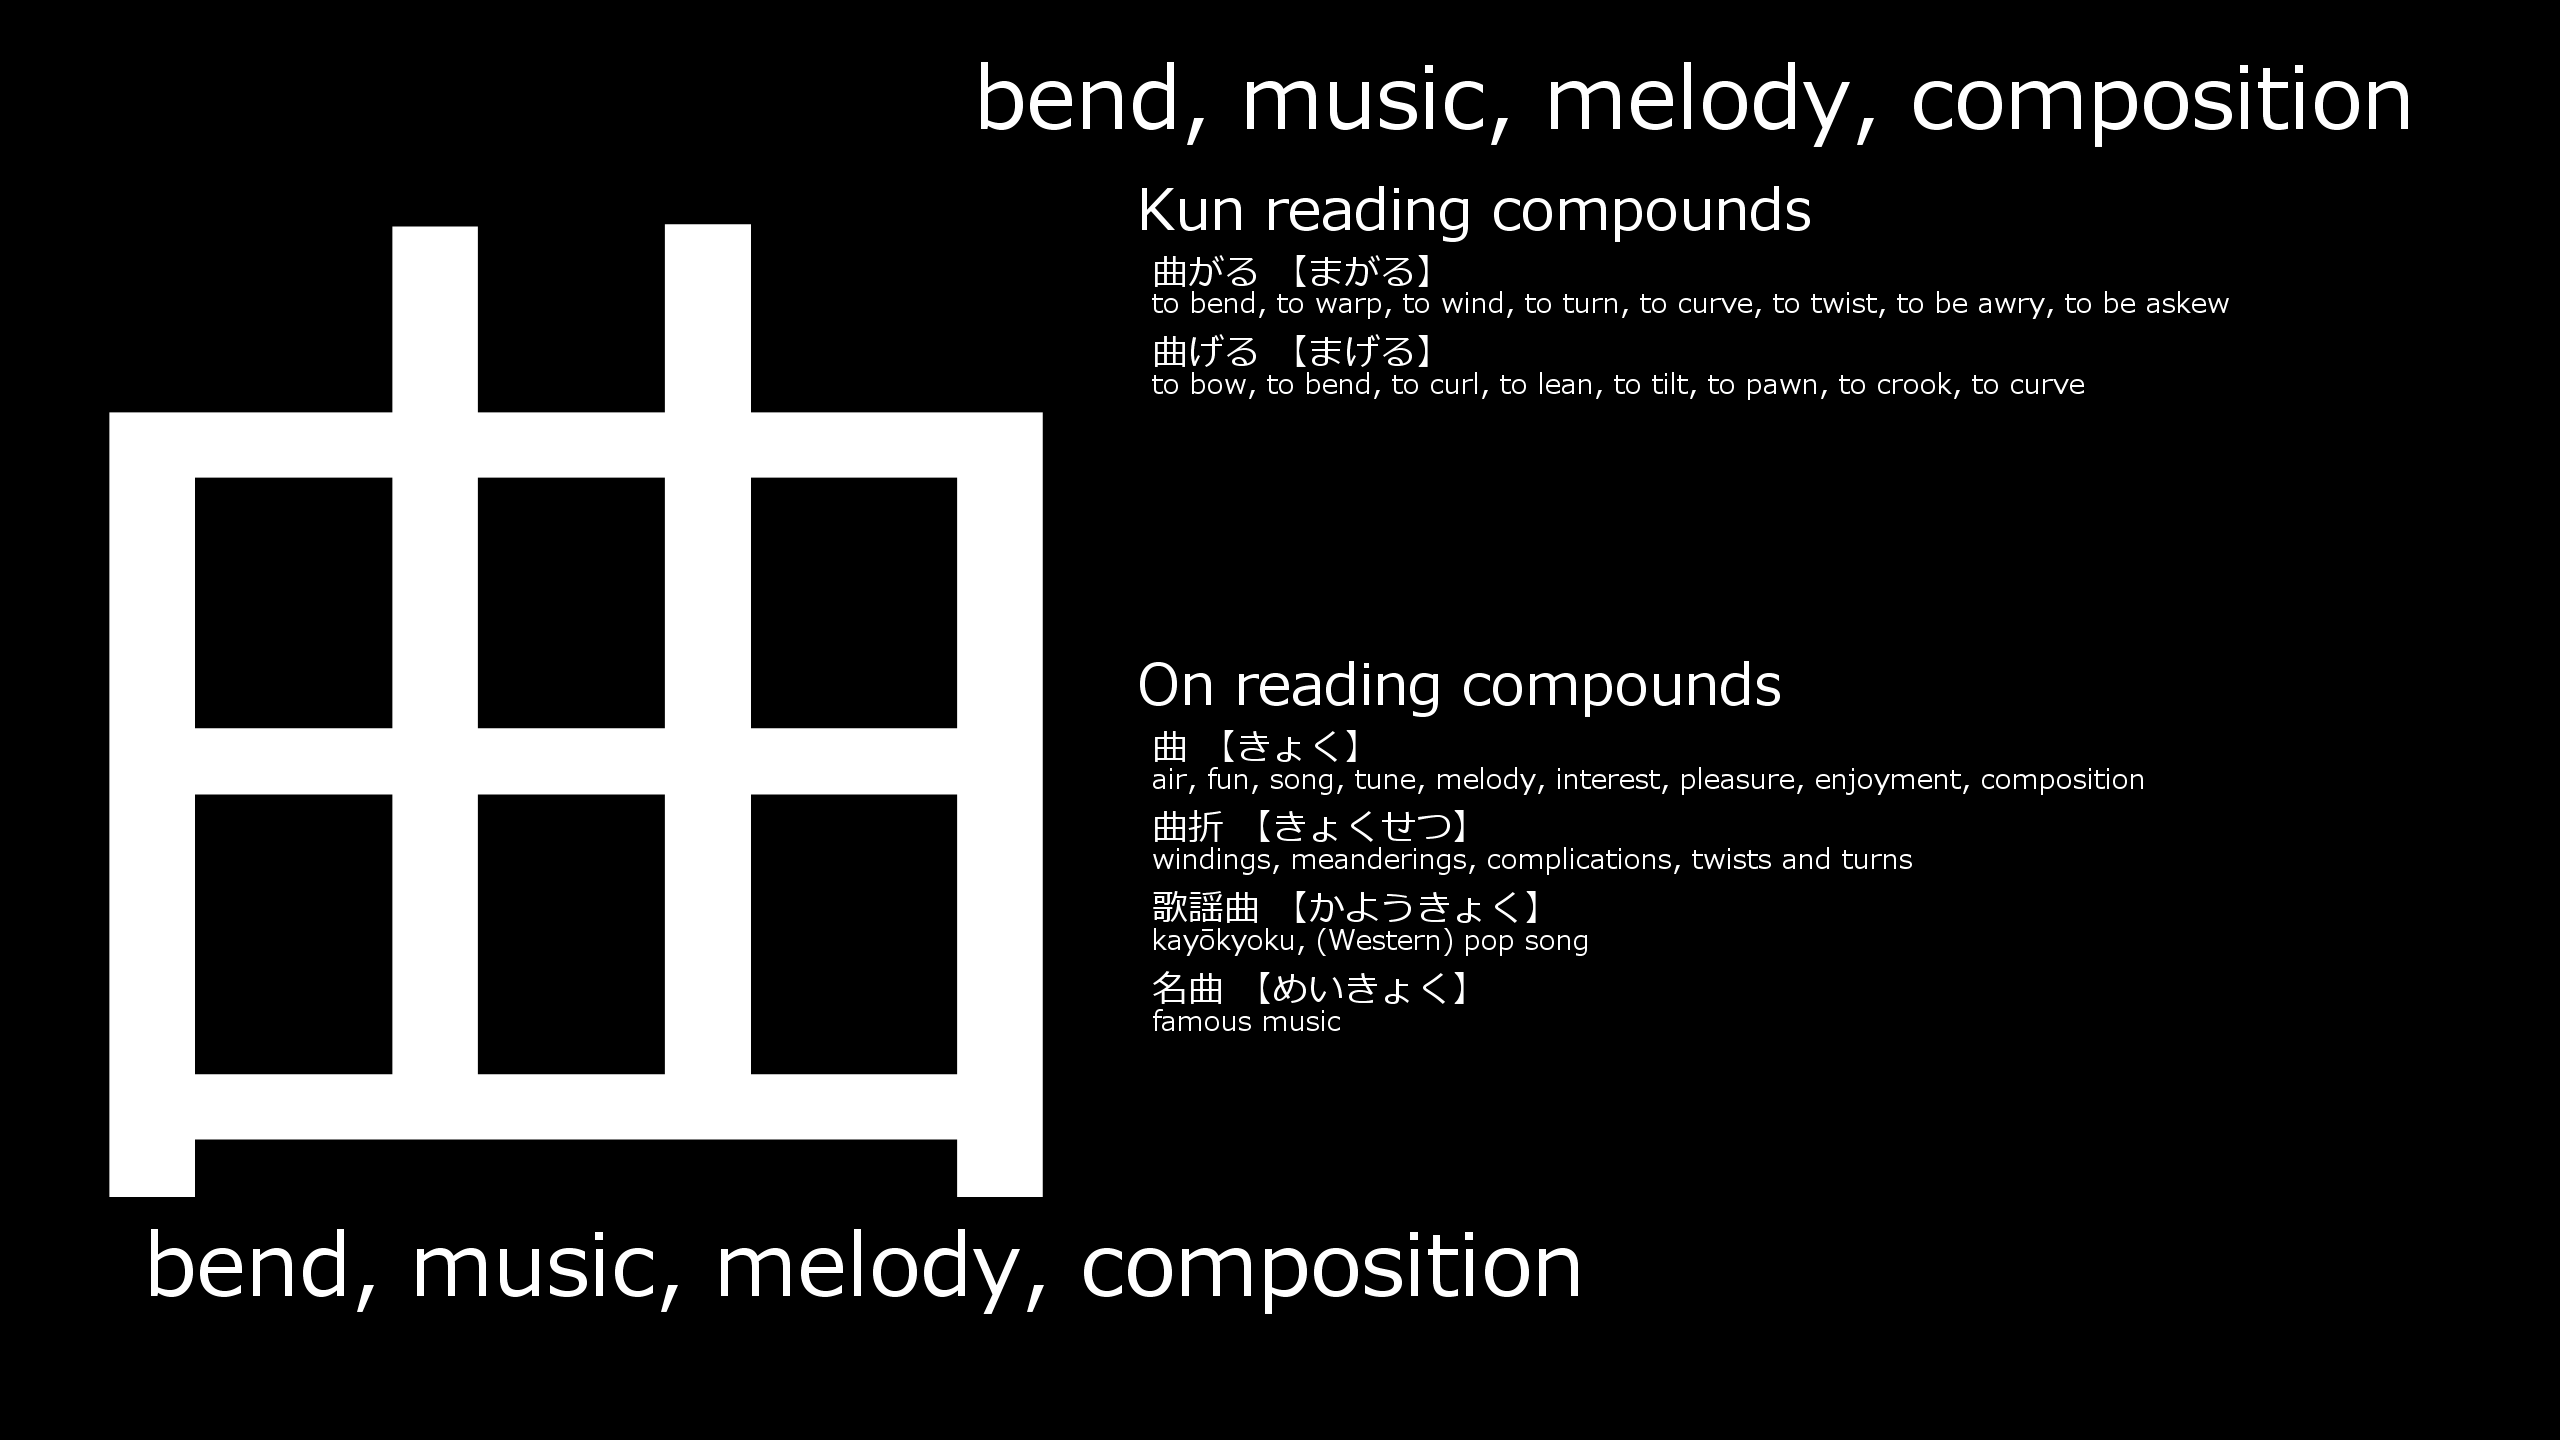 bend, music, melody, composition
曲
Kun reading compounds
曲がる 【まがる】
to bend, to warp, to wind, to turn, to curve, to twist, to be awry, to be askew
曲げる 【まげる】
to bow, to bend, to curl, to lean, to tilt, to pawn, to crook, to curve
On reading compounds
曲 【きょく】
air, fun, song, tune, melody, interest, pleasure, enjoyment, composition
曲折 【きょくせつ】
windings, meanderings, complications, twists and turns
歌謡曲 【かようきょく】
kayōkyoku, (Western) pop song
名曲 【めいきょく】
famous music
bend, music, melody, composition